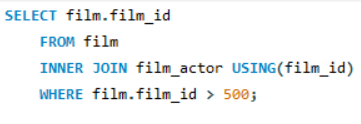 SELECT film.film_id
FROM film
INNER JOIN film_actor USING(film_id)
WHERE film.film_id > 500;